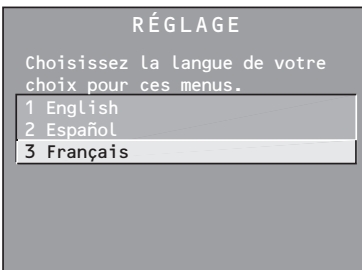 RÉGLAGE
Choisissez la langue de votre
choix pour ces menus.
1 English
2 Español
3 Français